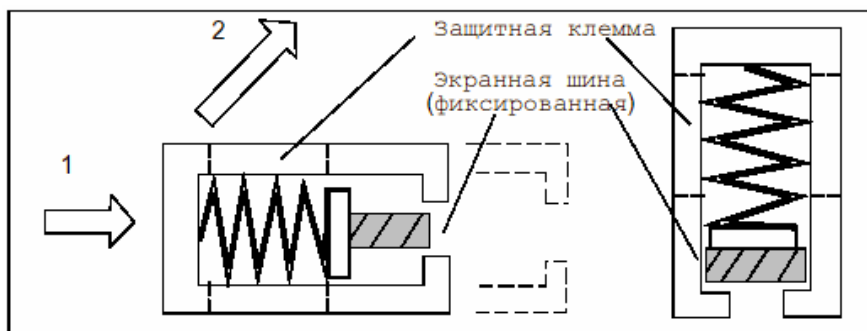 2
Защитная клемма
Экранная шина
(фиксированная)
1